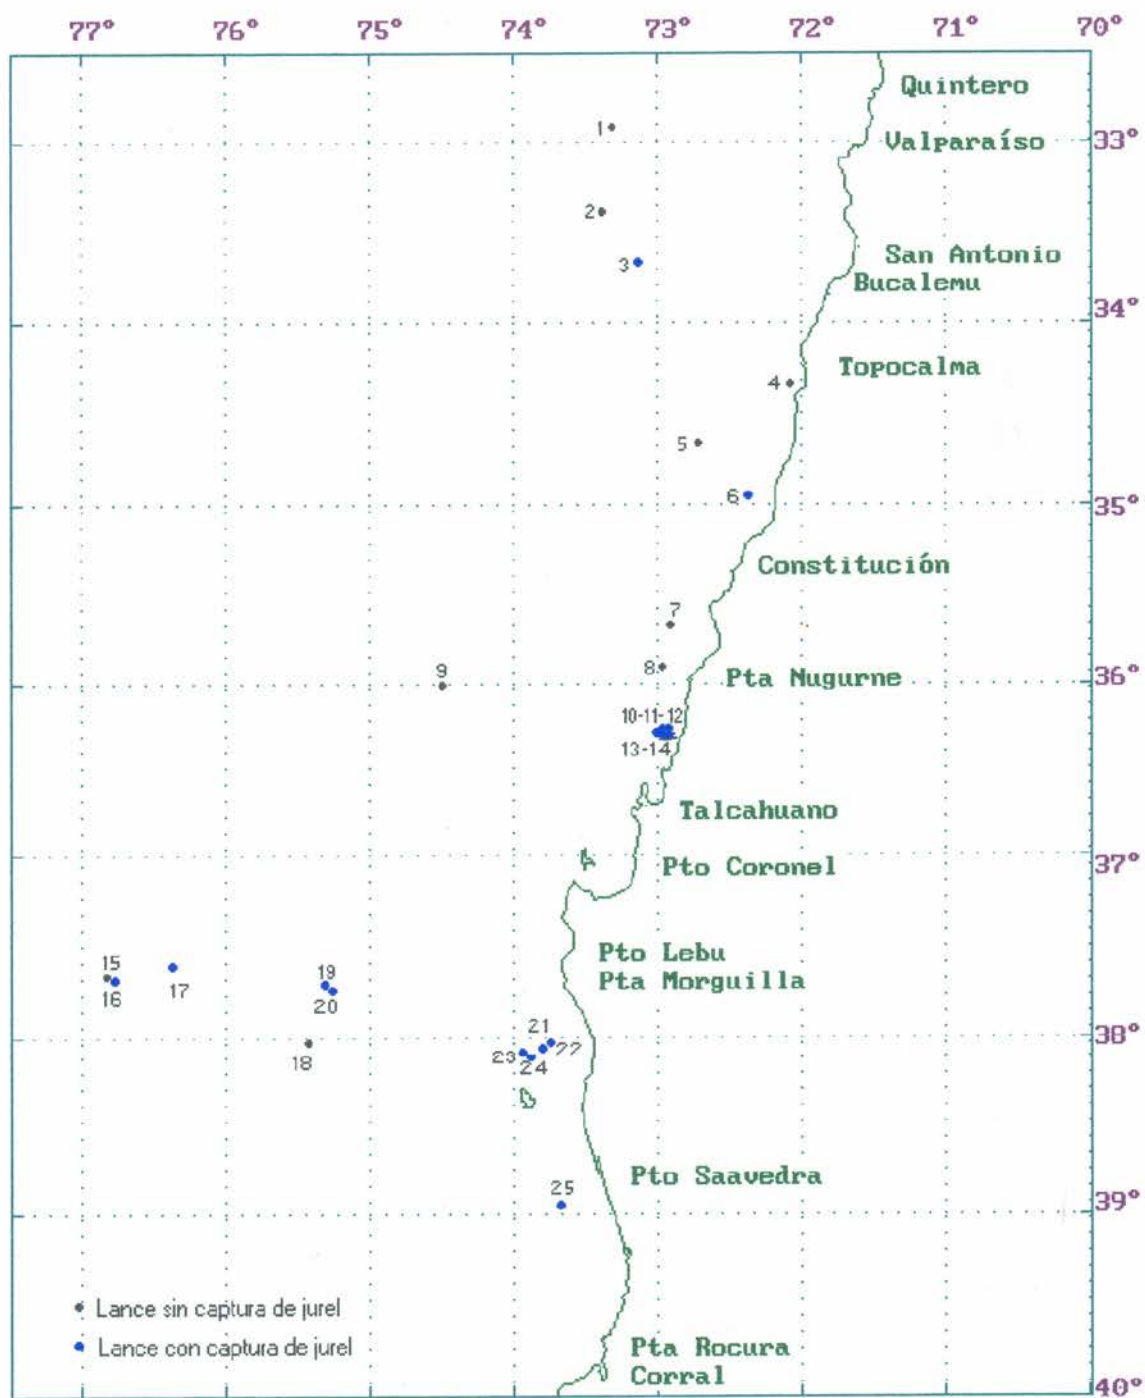 77° 76° 75° 74° 73° 72° 71° 70°
Quintero
1
33°
Valparaíso
2
San Antonio
3
Bucalemu
34°
Topocalma
4
5
6
35°
Constitución
7
8
9
Pta Nugurne
36°
10-11-12
13-14
Talcahuano
37°
Pto Coronel
Pto Lebu
15
19
Pta Morguilla
16
17
20
21
38°
22
18
23
24
Pto Saavedra
25
39°
Lance sin captura de jurel
Lance con captura de jurel
Pta Rocura
Corral
40°